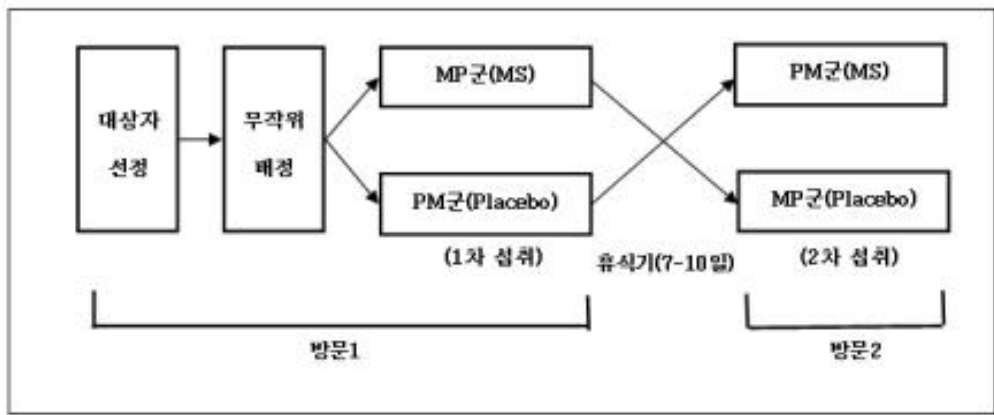 대상자
선정
무작위
배정
MP군(MS)
PM군(Placebo)
(1차 섭취)
휴식기(7-10일)
PM군(MS)
MP군(Placebo)
(2차 섭취)
방문1
방문2